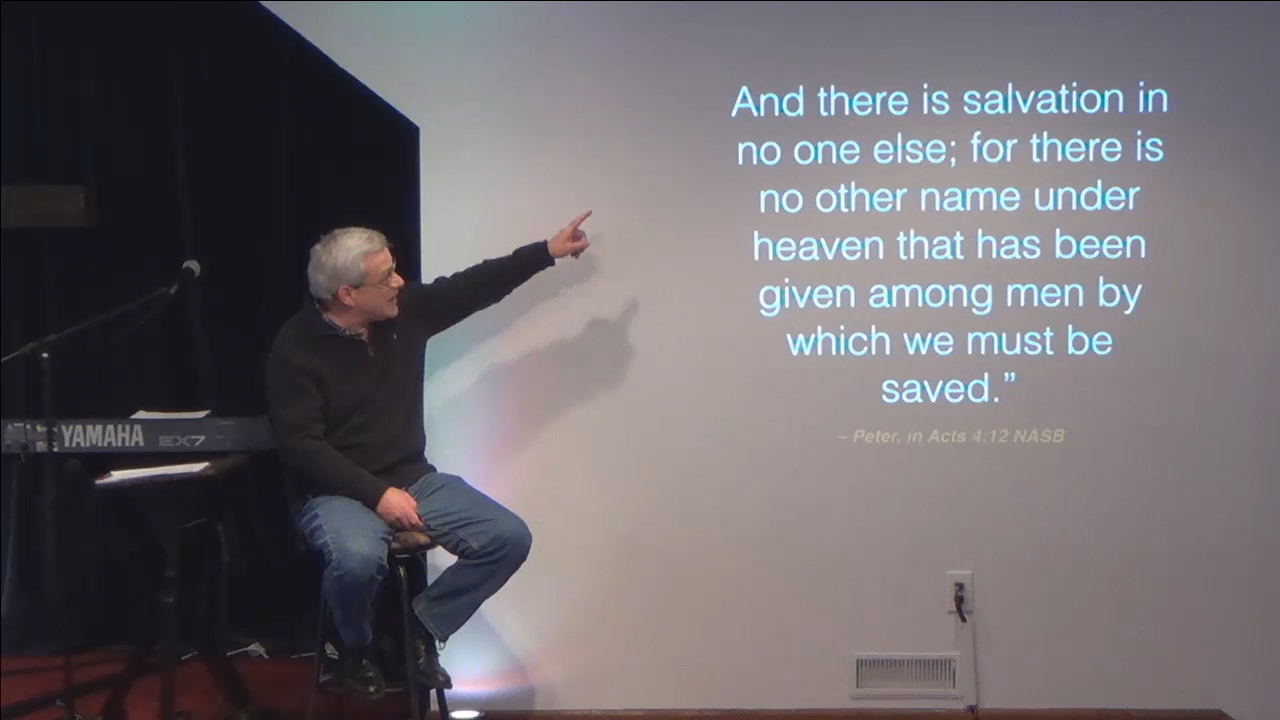 And there is salvation in
no one else; for there is
no other name under
heaven that has been
given among men by
which we must be
saved.”
– Peter, in Acts 4:12 NASB
YAMAHA EX7